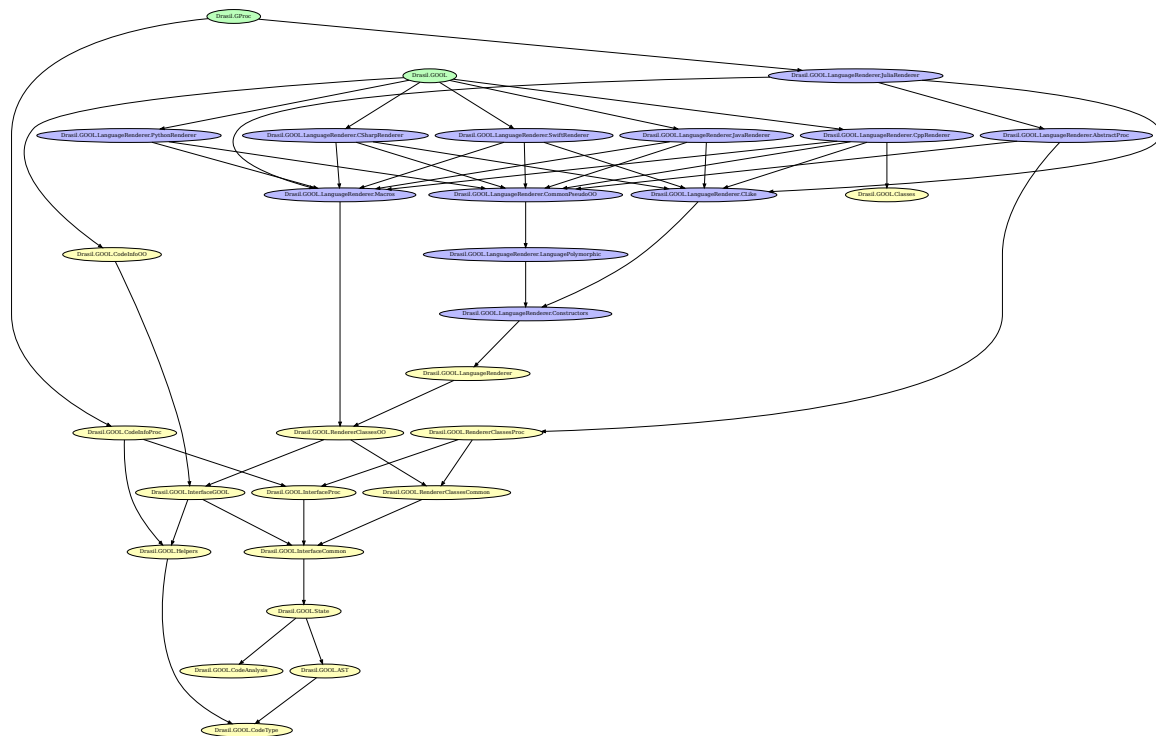 Drasil.GProc
Drasil.GOOL
Drasil.GOOL.LanguageRenderer.JuliaRenderer
Drasil.GOOL.LanguageRenderer.PythonRenderer
Drasil.GOOL.LanguageRenderer.CSharpRenderer
Drasil.GOOL.LanguageRenderer.SwiftRenderer
Drasil.GOOL.LanguageRenderer.JavaRenderer
Drasil.GOOL.LanguageRenderer.CppRenderer
Drasil.GOOL.LanguageRenderer.AbstractProc
Drasil.GOOL.LanguageRenderer.Macros
Drasil.GOOL.LanguageRenderer.CommonPseudoOO
Drasil.GOOL.LanguageRenderer.CLike
Drasil.GOOL.Classes
Drasil.GOOL.CodeInfoOO
Drasil.GOOL.LanguageRenderer.LanguagePolymorphic
Drasil.GOOL.LanguageRenderer.Constructors
Drasil.GOOL.LanguageRenderer
Drasil.GOOL.CodeInfoProc
Drasil.GOOL.RendererClassesOO
Drasil.GOOL.RendererClassesProc
Drasil.GOOL.InterfaceGOOL
Drasil.GOOL.InterfaceProc
Drasil.GOOL.RendererClassesCommon
Drasil.GOOL.Helpers
Drasil.GOOL.InterfaceCommon
Drasil.GOOL.State
Drasil.GOOL.CodeAnalysis
Drasil.GOOL.AST
Drasil.GOOL.CodeType